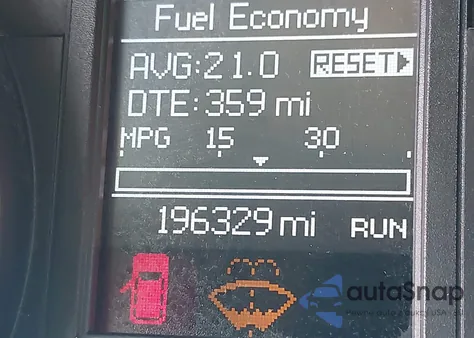 Fuel Economy
AVG:21.0 RESET
DTE:359 mi
MPG 15 30
196329 mi RUN
autoSnap